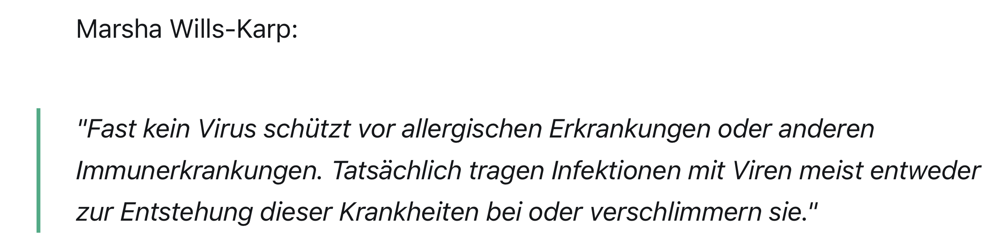 Marsha Wills-Karp:
"Fast kein Virus schützt vor allergischen Erkrankungen oder anderen
Immunerkrankungen. Tatsächlich tragen Infektionen mit Viren meist entweder
zur Entstehung dieser Krankheiten bei oder verschlimmern sie."